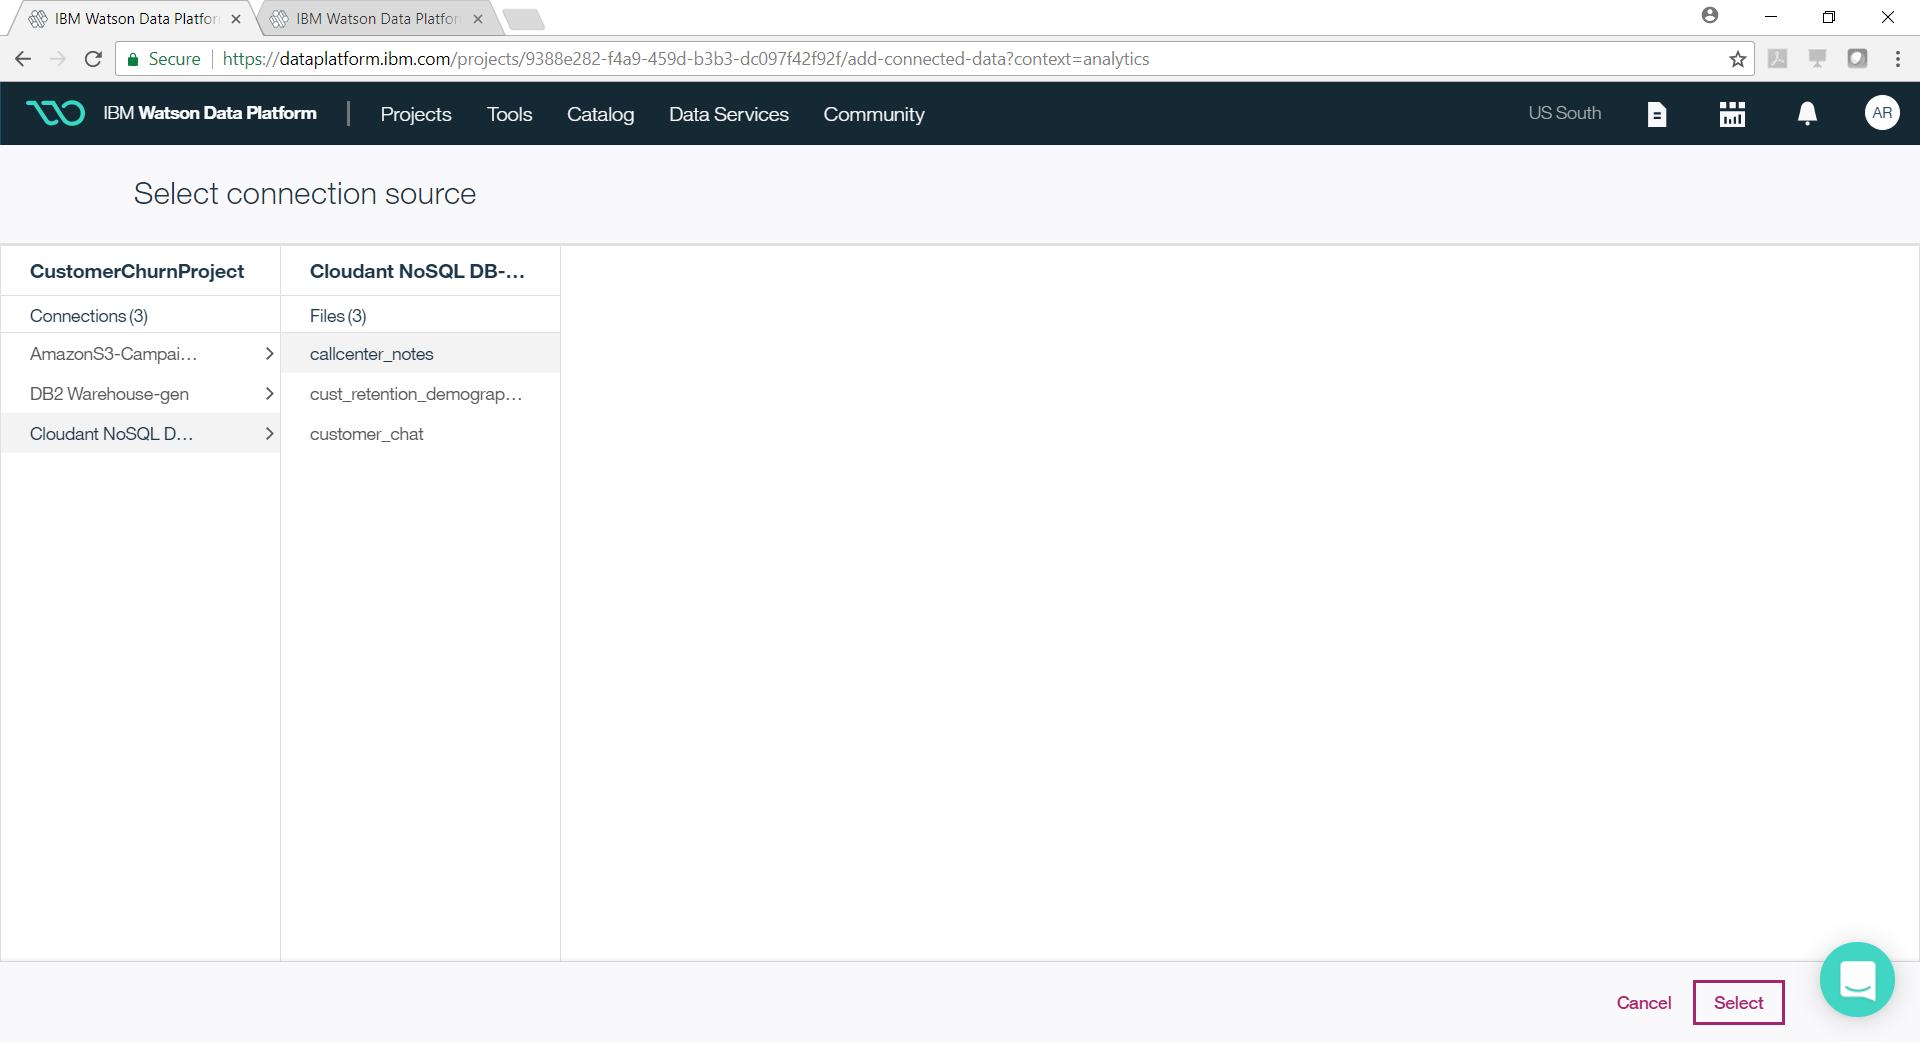 IBM Watson Data Platfor
IBM Watson Data Platfor
Secure
https://dataplatform.ibm.com/projects/9388e282-f4a9-459d-b3b3-dc097f42f92f/add-connected-data?context=analytics
IBM Watson Data Platform | Projects Tools Catalog Data Services Community US South AR
Select connection source
CustomerChurnProject
Connections (3)
AmazonS3-Campai...
DB2 Warehouse-gen
Cloudant NoSQL D...
Cloudant NoSQL DB-...
Files (3)
callcenter_notes
cust_retention_demograp...
customer_chat
Cancel
Select